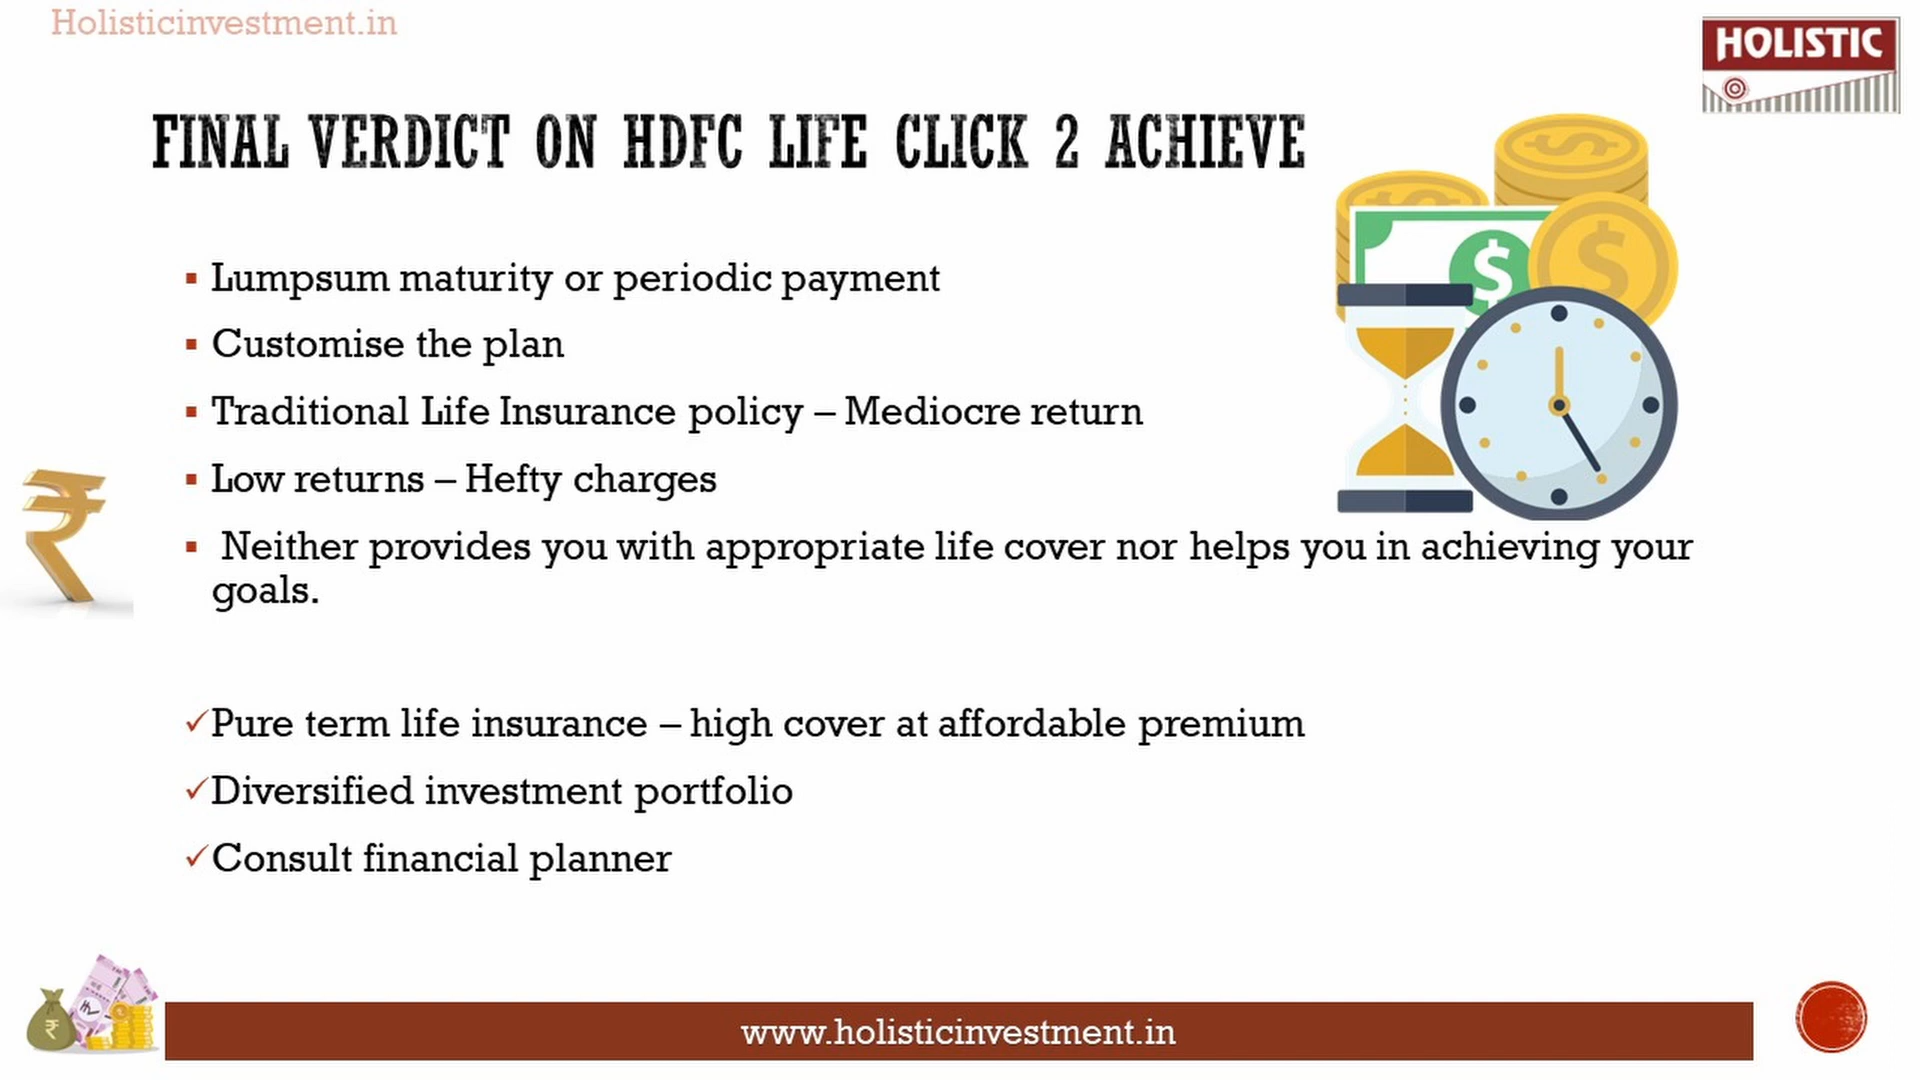 Holisticinvestment.in
HOLISTIC
FINAL VERDICT ON HDFC LIFE CLICK 2 ACHIEVE
▪ Lumpsum maturity or periodic payment
▪ Customise the plan
▪ Traditional Life Insurance policy – Mediocre return
▪ Low returns – Hefty charges
▪ Neither provides you with appropriate life cover nor helps you in achieving your
goals.
✓Pure term life insurance – high cover at affordable premium
✓Diversified investment portfolio
✓Consult financial planner
www.holisticinvestment.in